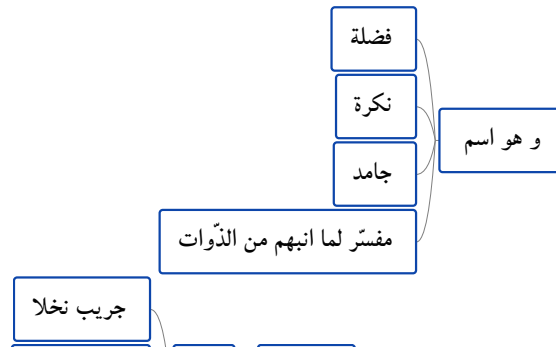 و هو اسم
فضلة
نكرة
جامد
مفسّر لما انبهم من الذّوات
جريب نخلا